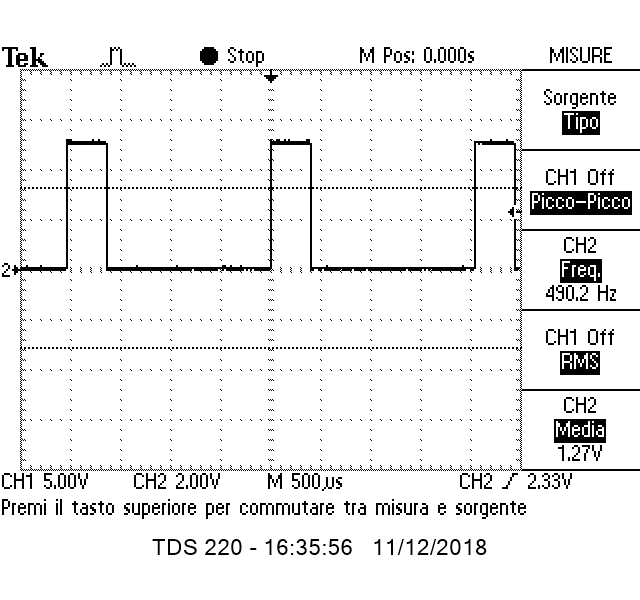 Tek Stop M Pos: 0.000s MISURE
Sorgente
Tipo
CH1 Off
Picco-Picco
CH2
Freq.
490.2 Hz
CH1 Off
RMS
CH2
Media
1.27V
2
CH1 5.00V CH2 2.00V M 500µs CH2 2.33V
Premi il tasto superiore per commutare tra misura e sorgente
TDS 220 - 16:35:56 11/12/2018